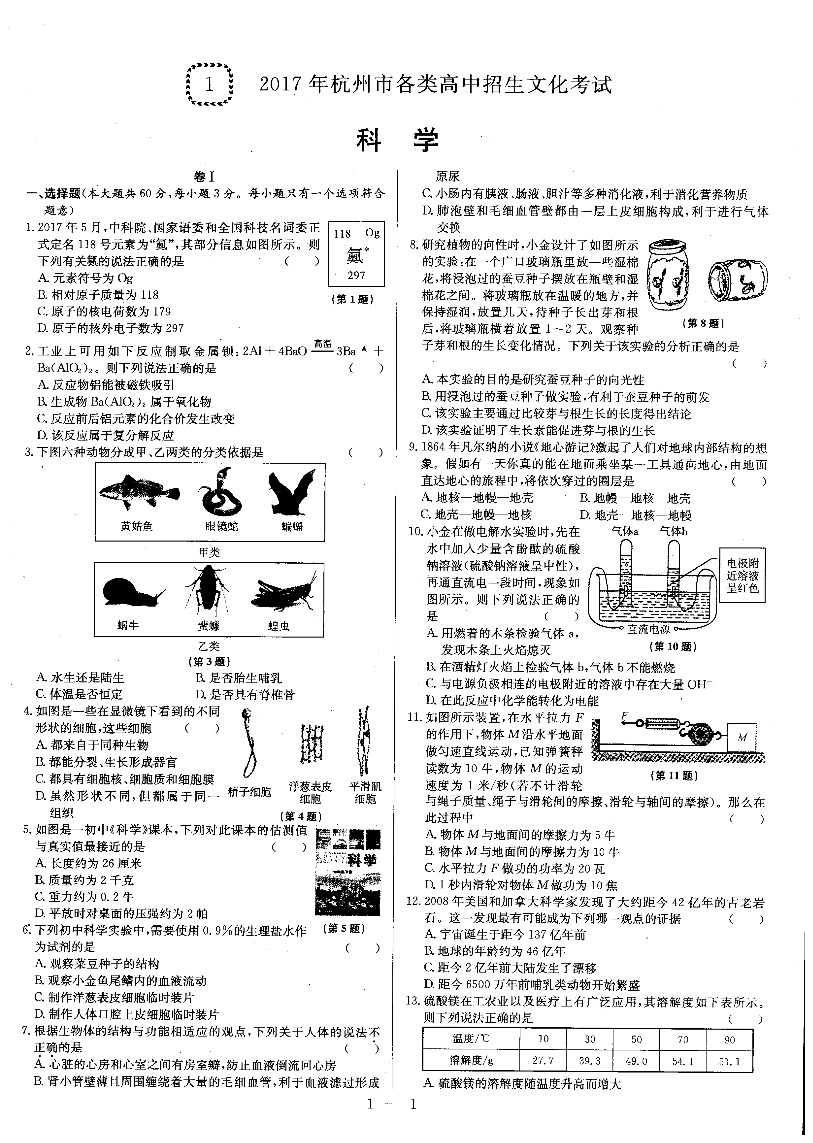 1
2017年杭州市各类高中招生文化考试
科 学
卷Ⅰ
一、选择题(本大题共60分,每小题3分。每小题只有一个选项符合
题意)
1.2017年5月,中科院、国家语委和全国科技名词委正
式定名118号元素为“鿫”,其部分信息如图所示。则
下列有关鿫的说法正确的是 ( )
A.元素符号为Og
B.相对原子质量为118
C.原子的核电荷数为179
D.原子的核外电子数为297
118 Og
鿫*
297
(第1题)
2.工业上可用如下反应制取金属钡:2Al+4BaO 高温 3Ba↑+
Ba(AlO₂)₂。则下列说法正确的是 ( )
A.反应物铝能被磁铁吸引
B.生成物Ba(AlO₂)₂属于氧化物
C.反应前后铝元素的化合价发生改变
D.该反应属于复分解反应
3.下图六种动物分成甲、乙两类的分类依据是 ( )
黄姑鱼 眼镜蛇 蝙蝠
甲类
蜗牛 蜚蠊 蝗虫
乙类
(第3题)
A.水生还是陆生 B.是否胎生哺乳
C.体温是否恒定 D.是否具有脊椎骨
4.如图是一些在显微镜下看到的不同
形状的细胞,这些细胞 ( )
A.都来自于同种生物
B.都能分裂、生长形成器官
C.都具有细胞核、细胞质和细胞膜
D.虽然形状不同,但都属于同一
组织
精子细胞 洋葱表皮细胞 平滑肌细胞
(第4题)
5.如图是一初中《科学》课本,下列对此课本的估测值
与真实值最接近的是 ( )
A.长度约为26厘米
B.质量约为2千克
C.重力约为0.2牛
D.平放时对桌面的压强约为2帕
科学
(第5题)
6.下列初中科学实验中,需要使用0.9%的生理盐水作
为试剂的是 ( )
A.观察菜豆种子的结构
B.观察小金鱼尾鳍内的血液流动
C.制作洋葱表皮细胞临时装片
D.制作人体口腔上皮细胞临时装片
7.根据生物体的结构与功能相适应的观点,下列关于人体的说法不
正确的是 ( )
A.心脏的心房和心室之间有房室瓣,防止血液倒流回心房
B.肾小管壁薄且周围缠绕着大量的毛细血管,利于血液滤过形成
原尿
C.小肠内有胰液、肠液、胆汁等多种消化液,利于消化营养物质
D.肺泡壁和毛细血管壁都由一层上皮细胞构成,利于进行气体
交换
8.研究植物的向性时,小金设计了如图所示
的实验:在一个广口玻璃瓶里放一些湿棉
花,将浸泡过的蚕豆种子摆放在瓶壁和湿
棉花之间。将玻璃瓶放在温暖的地方,并
保持湿润,放置几天,待种子长出芽和根
后,将玻璃瓶横着放置1~2天。观察种
子芽和根的生长变化情况。下列关于该实验的分析正确的是
( )
(第8题)
A.本实验的目的是研究蚕豆种子的向光性
B.用浸泡过的蚕豆种子做实验,有利于蚕豆种子的萌发
C.该实验主要通过比较芽与根生长的长度得出结论
D.该实验证明了生长素能促进芽与根的生长
9.1864年凡尔纳的小说《地心游记》激起了人们对地球内部结构的想
象。假如有一天你真的能在地面乘坐某一工具通向地心,由地面
直达地心的旅程中,将依次穿过的圈层是 ( )
A.地核—地幔—地壳 B.地幔—地核—地壳
C.地壳—地幔—地核 D.地壳—地核—地幔
10.小金在做电解水实验时,先在
水中加入少量含酚酞的硫酸
钠溶液(硫酸钠溶液呈中性),
再通直流电一段时间,现象如
图所示。则下列说法正确的
是 ( )
气体a 气体b
电极附
近溶液
呈红色
直流电源
(第10题)
A.用燃着的木条检验气体a,
发现木条上火焰熄灭
B.在酒精灯火焰上检验气体b,气体b不能燃烧
C.与电源负极相连的电极附近的溶液中存在大量OH⁻
D.在此反应中化学能转化为电能
11.如图所示装置,在水平拉力F
的作用下,物体M沿水平地面
做匀速直线运动,已知弹簧秤
读数为10牛,物体M的运动
速度为1米/秒(若不计滑轮
与绳子质量、绳子与滑轮间的摩擦、滑轮与轴间的摩擦)。那么在
此过程中 ( )
F M
(第11题)
A.物体M与地面间的摩擦力为5牛
B.物体M与地面间的摩擦力为10牛
C.水平拉力F做功的功率为20瓦
D.1秒内滑轮对物体M做功为10焦
12.2008年美国和加拿大科学家发现了大约距今42亿年的古老岩
石。这一发现最有可能成为下列哪一观点的证据 ( )
A.宇宙诞生于距今137亿年前
B.地球的年龄约为46亿年
C.距今2亿年前大陆发生了漂移
D.距今6500万年前哺乳类动物开始繁盛
13.硫酸镁在工农业以及医疗上有广泛应用,其溶解度如下表所示。
则下列说法正确的是 ( )
温度/℃ 10 30 50 70 90
溶解度/g 27.7 39.3 49.0 54.1 51.1
A.硫酸镁的溶解度随温度升高而增大
1 — 1